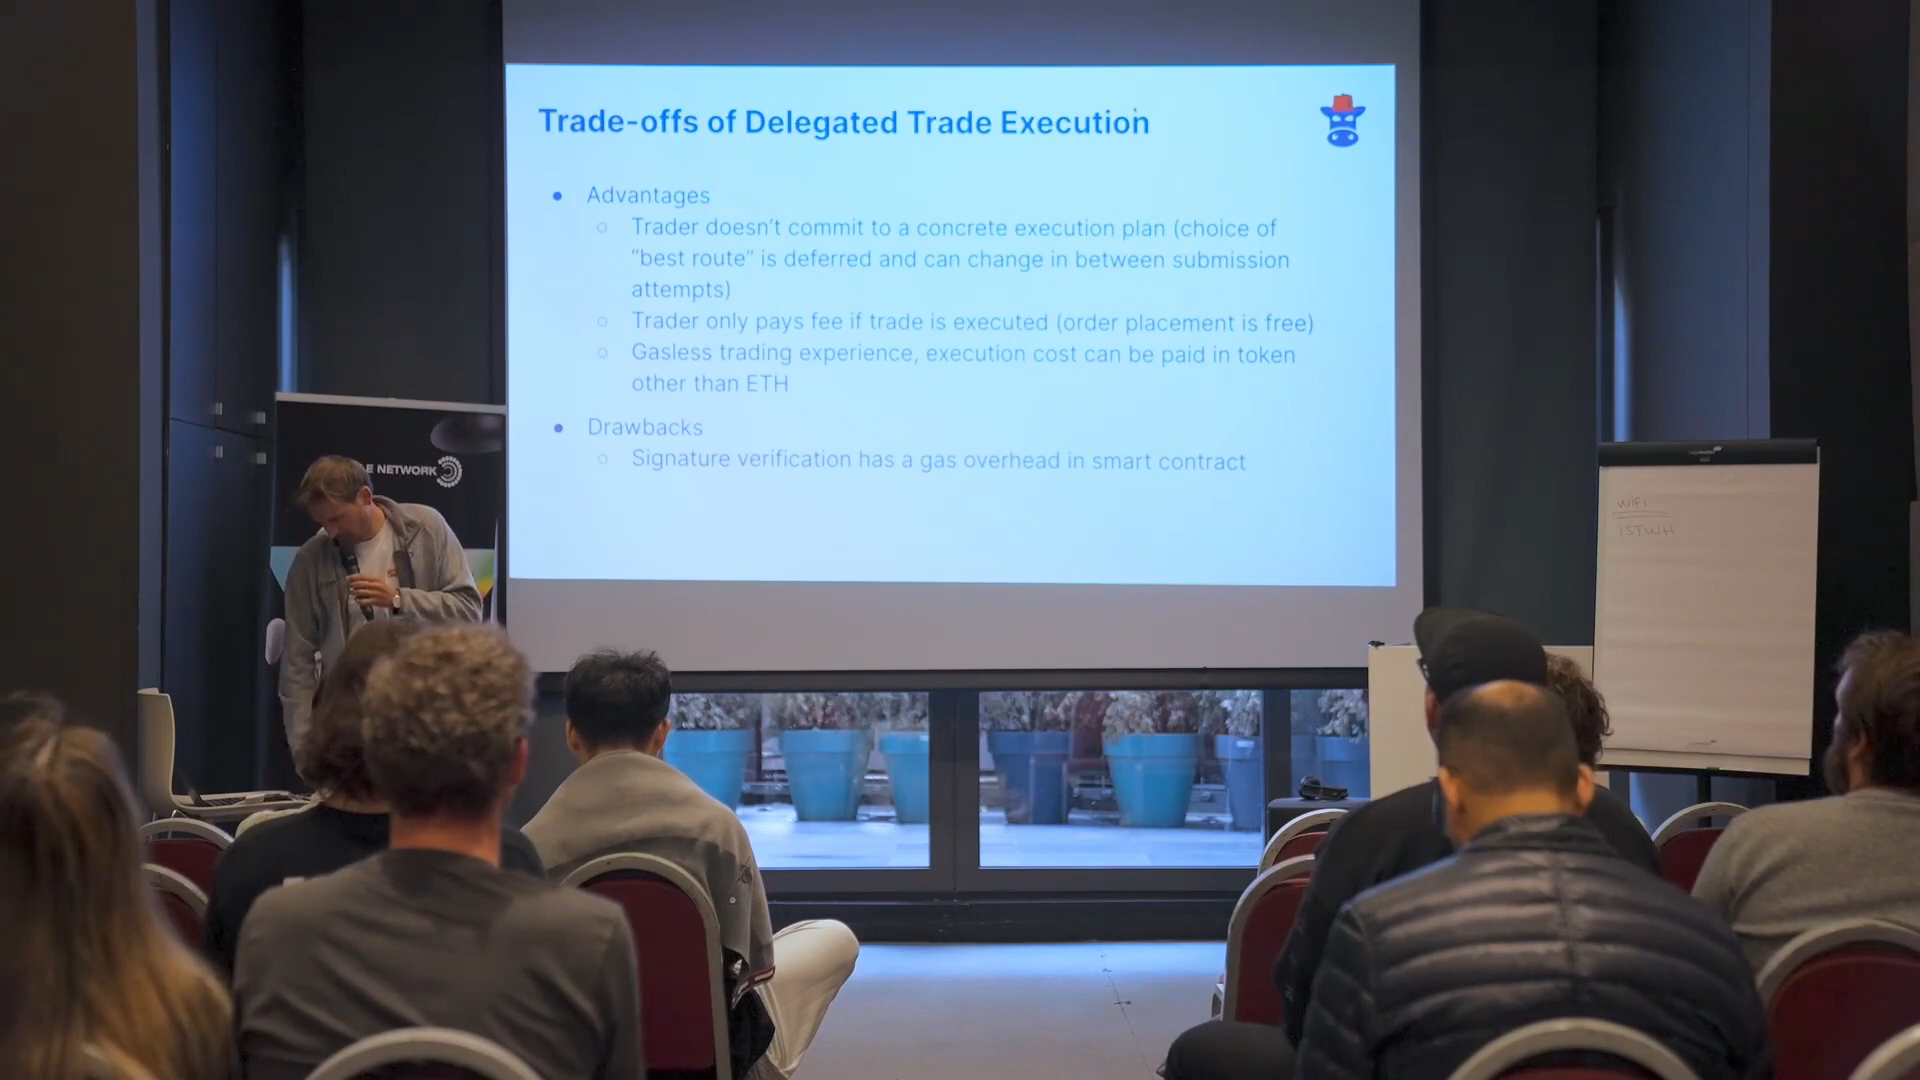 Trade-offs of Delegated Trade Execution
Advantages
Trader doesn't commit to a concrete execution plan (choice of
"best route" is deferred and can change in between submission
attempts)
Trader only pays fee if trade is executed (order placement is free)
Gasless trading experience, execution cost can be paid in token
other than ETH
Drawbacks
Signature verification has a gas overhead in smart contract
E NETWORK
WIFI
ISTWH